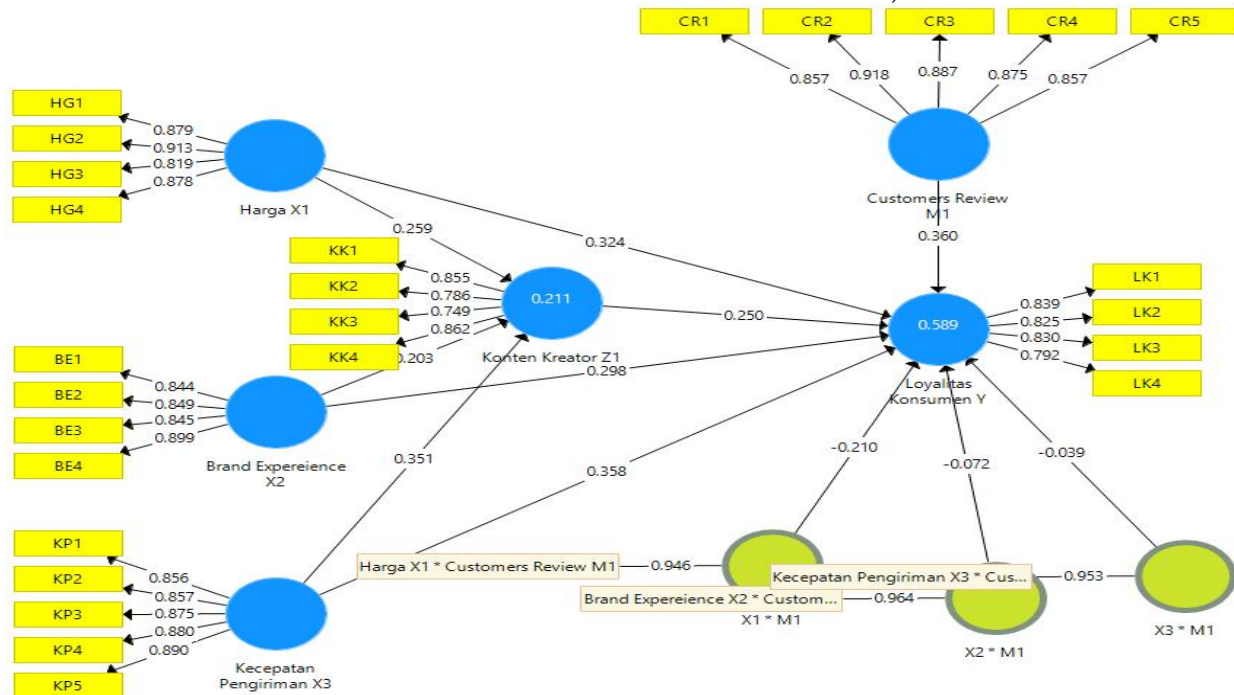 CR1
CR2
CR3
CR4
CR5
0.857
0.918
0.887
0.875
0.857
Customers Review
M1
0.360
HG1
HG2
HG3
HG4
0.879
0.913
0.819
0.878
Harga X1
0.259
0.324
KK1
KK2
KK3
KK4
0.855
0.786
0.749
0.862
0.211
Konten Kreator Z1
0.250
0.203
0.298
BE1
BE2
BE3
BE4
0.844
0.849
0.845
0.899
Brand Expereience
X2
0.351
0.358
LK1
LK2
LK3
LK4
0.839
0.825
0.830
0.792
0.589
Loyalitas
Konsumen Y
-0.210
-0.072
-0.039
KP1
KP2
KP3
KP4
KP5
0.856
0.857
0.875
0.880
0.890
Kecepatan
Pengiriman X3
Harga X1 * Customers Review M1
0.946
X1 * M1
Brand Expereience X2 * Custom...
0.964
X2 * M1
Kecepatan Pengiriman X3 * Cus...
0.953
X3 * M1